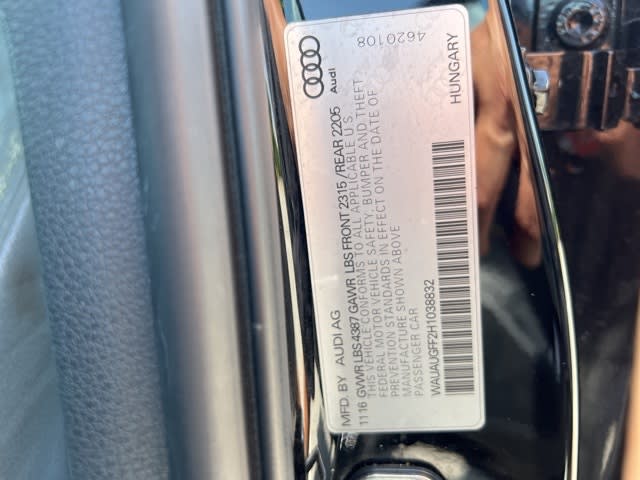 4620108
Audi
MFD. BY AUDI AG
11 16 GVWR LBS 4387 GAWR LBS FRONT 2315 /REAR 2205
THIS VEHICLE CONFORMS TO ALL APPLICABLE U.S.
FEDERAL MOTOR VEHICLE SAFETY, BUMPER AND THEFT
PREVENTION STANDARDS IN EFFECT ON THE DATE OF
MANUFACTURE SHOWN ABOVE
PASSENGER CAR
WAUAUGFF2H1038832
HUNGARY